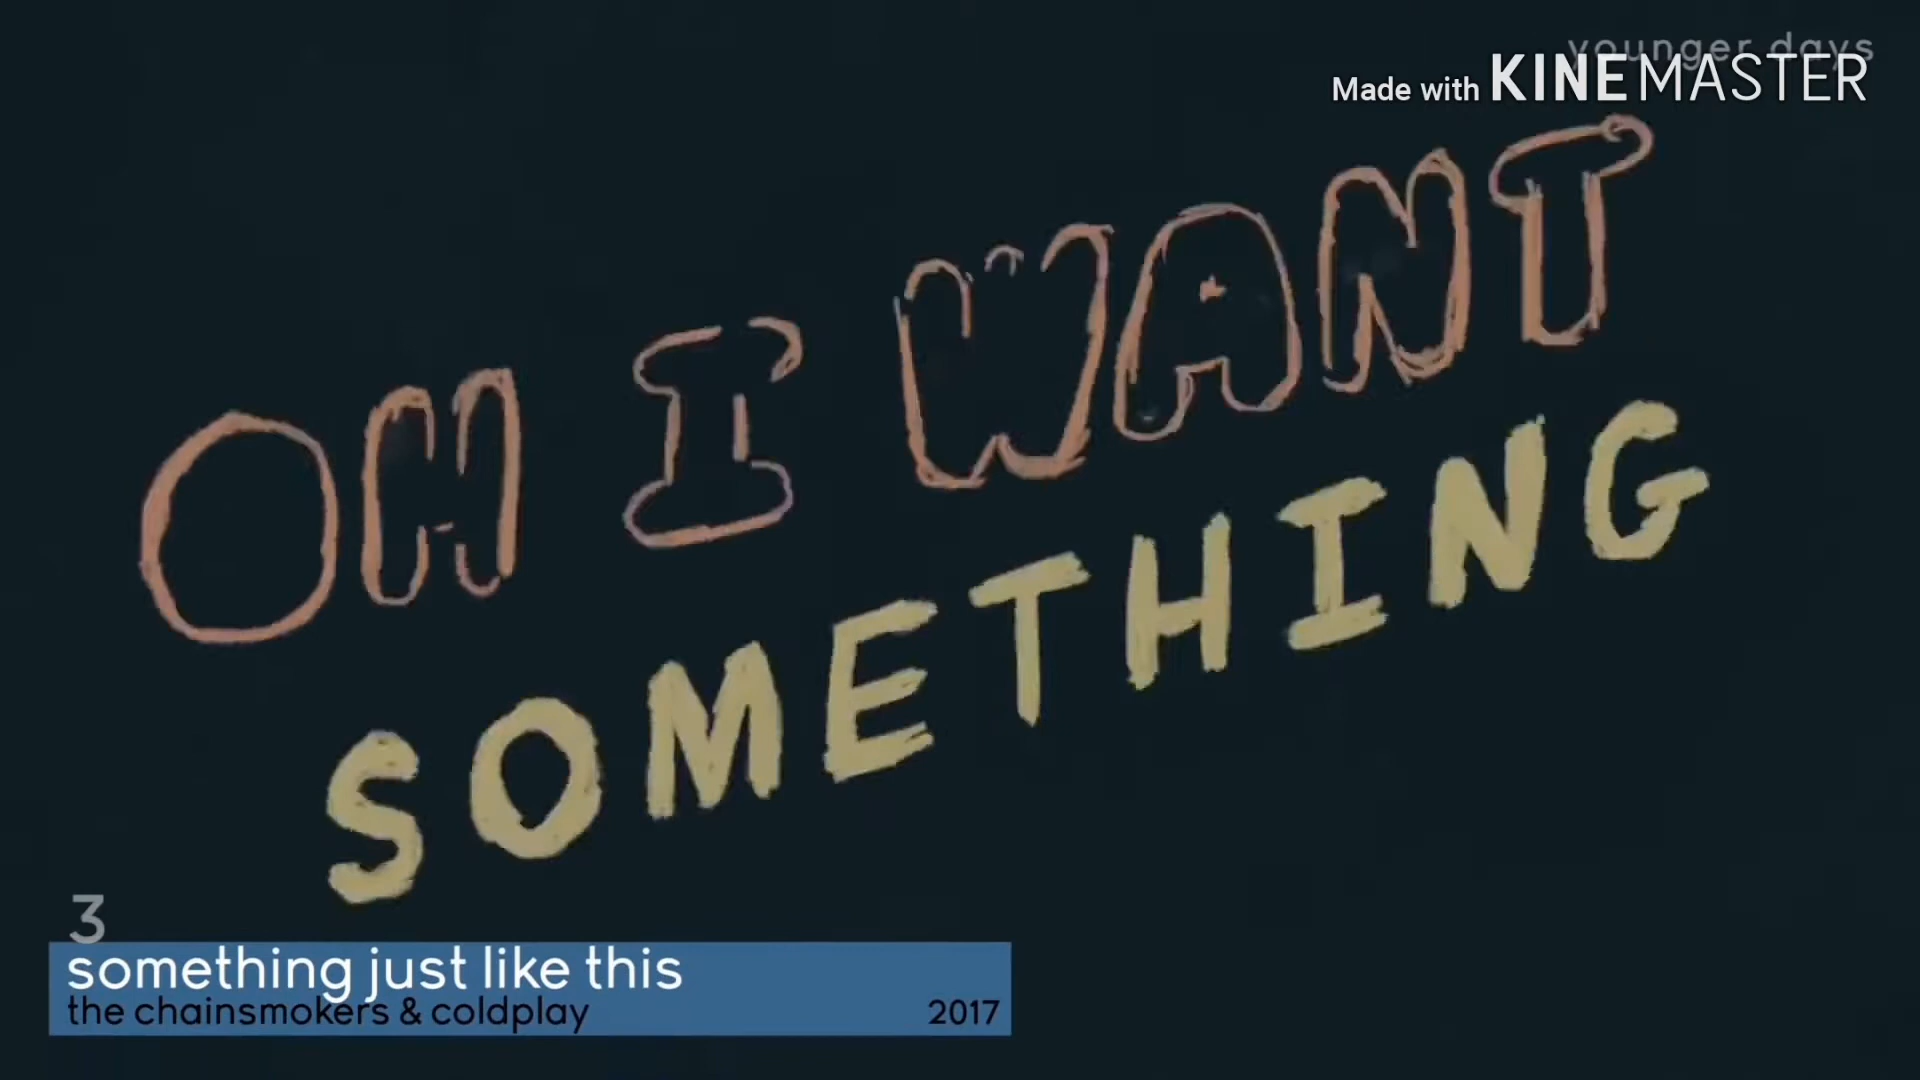 younger days
Made with KINEMASTER
OH I WANT
SOMETHING
3
something just like this
the chainsmokers & coldplay 2017